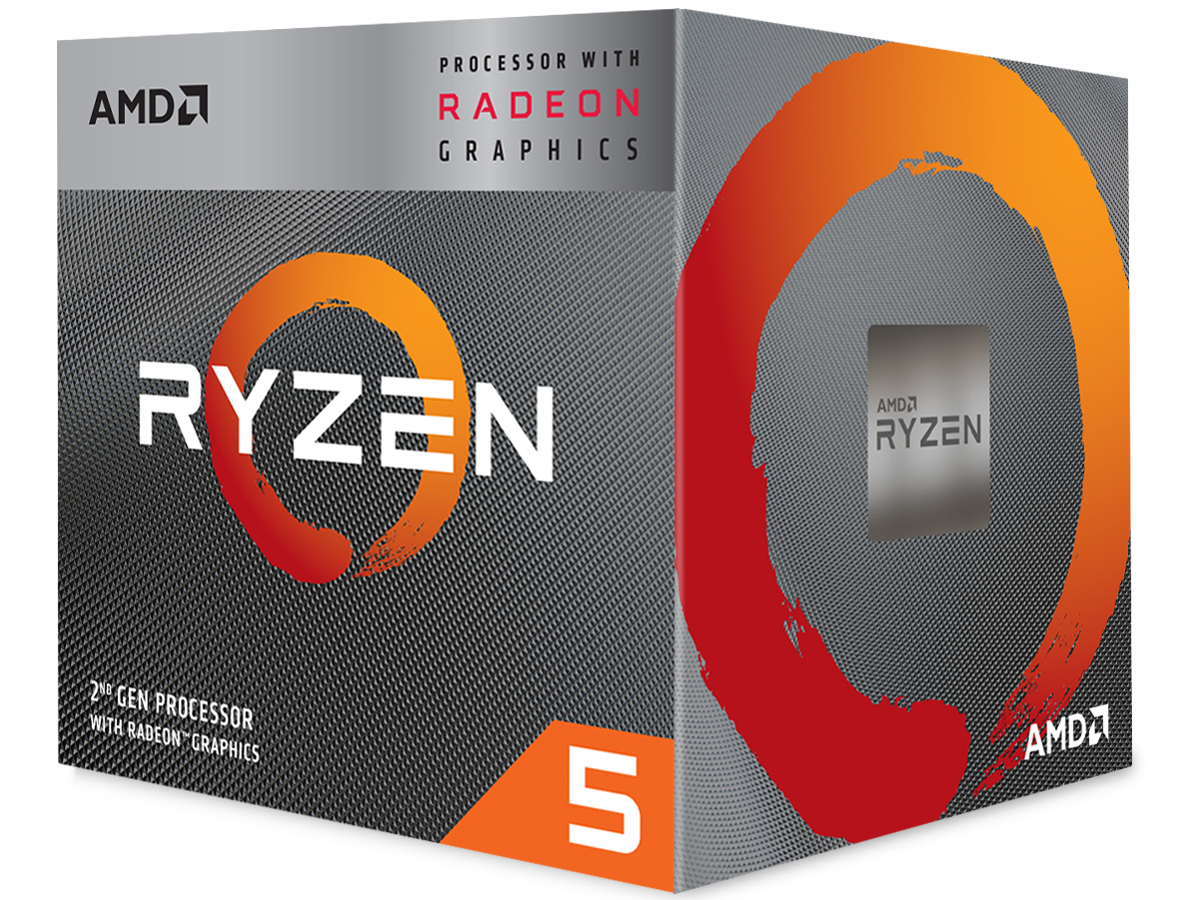 AMD
PROCESSOR WITH
RADEON
GRAPHICS
RYZEN
2ND GEN PROCESSOR
WITH RADEON™ GRAPHICS
5
AMD
RYZEN
AMD